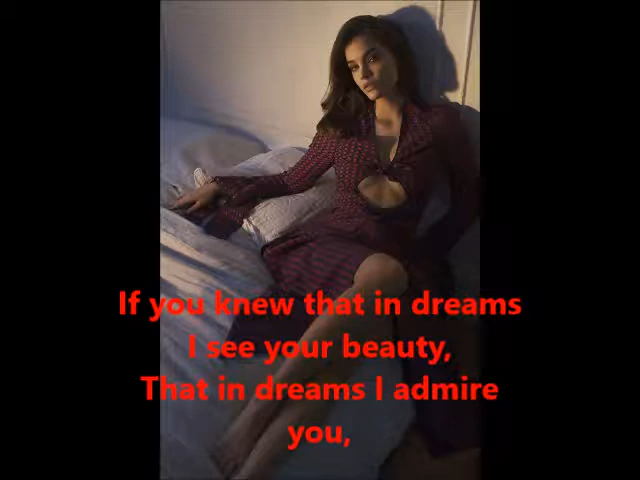 If you knew that in dreams
I see your beauty,
That in dreams I admire
you,